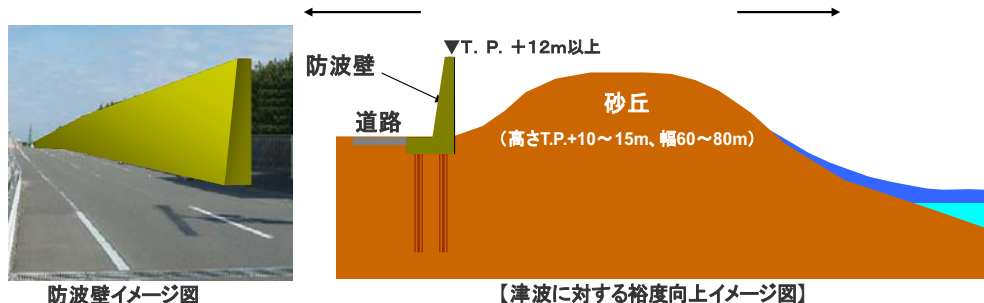 ▼T. P. +12m以上
防波壁
道路
砂丘
(高さT.P.+10～15m、幅60～80m)
防波壁イメージ図
【津波に対する裕度向上イメージ図】